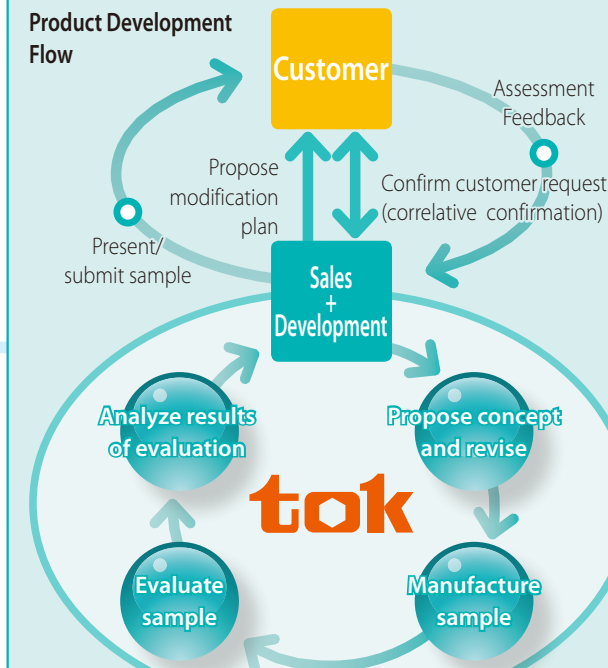 Product Development
Flow
Customer
Assessment
Feedback
Propose
modification
plan
Confirm customer request
(correlative confirmation)
Present/
submit sample
Sales
+
Development
Analyze results
of evaluation
Propose concept
and revise
tok
Evaluate
sample
Manufacture
sample